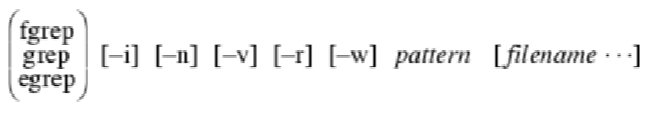 fgrep
grep [–i] [–n] [–v] [–r] [–w] pattern [filename ···]
egrep